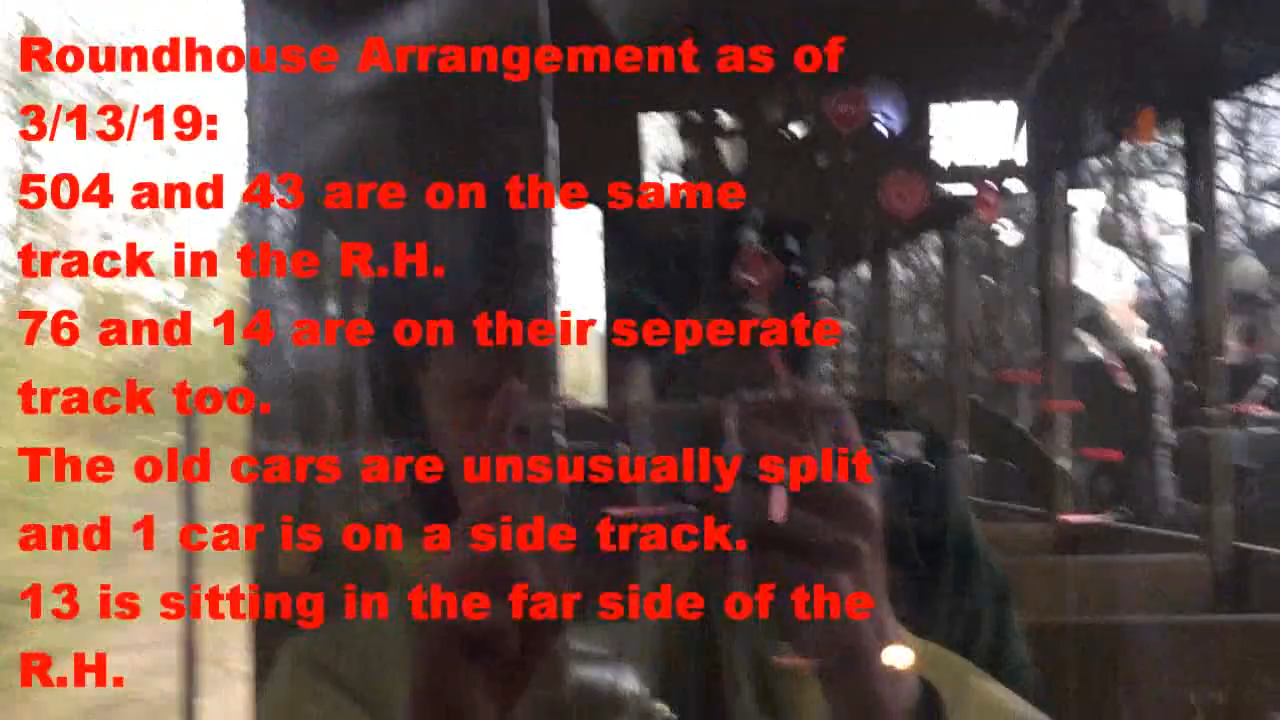 Roundhouse Arrangement as of
3/13/19:
504 and 43 are on the same
track in the R.H.
76 and 14 are on their seperate
track too.
The old cars are unsusually split
and 1 car is on a side track.
13 is sitting in the far side of the
R.H.